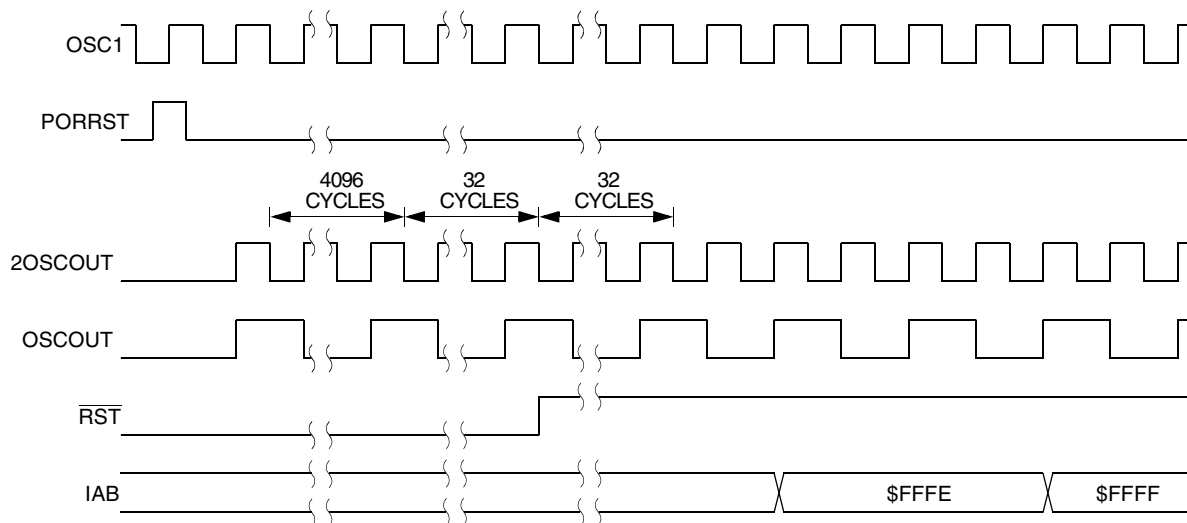 OSC1
PORRST
4096
CYCLES
32
CYCLES
32
CYCLES
2OSCOUT
OSCOUT
RST
IAB
$FFFE
$FFFF